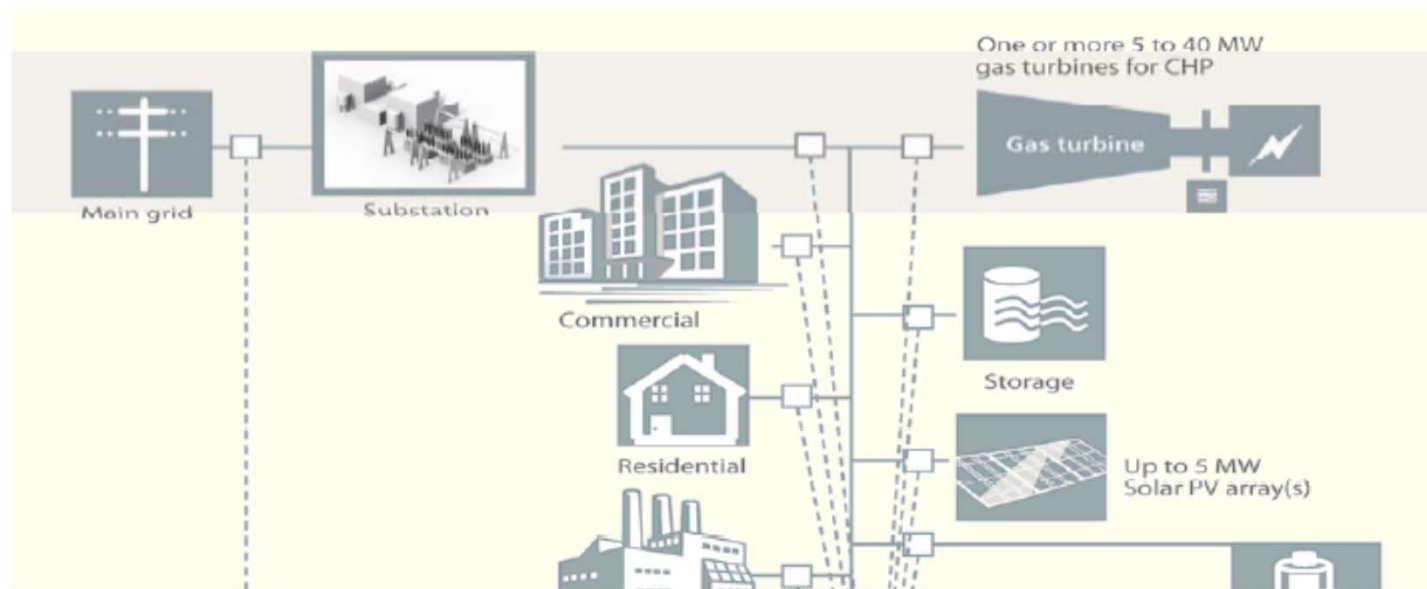 One or more 5 to 40 MW
gas turbines for CHP
Gas turbine
Main grid
Substation
Commercial
Storage
Residential
Up to 5 MW
Solar PV array(s)